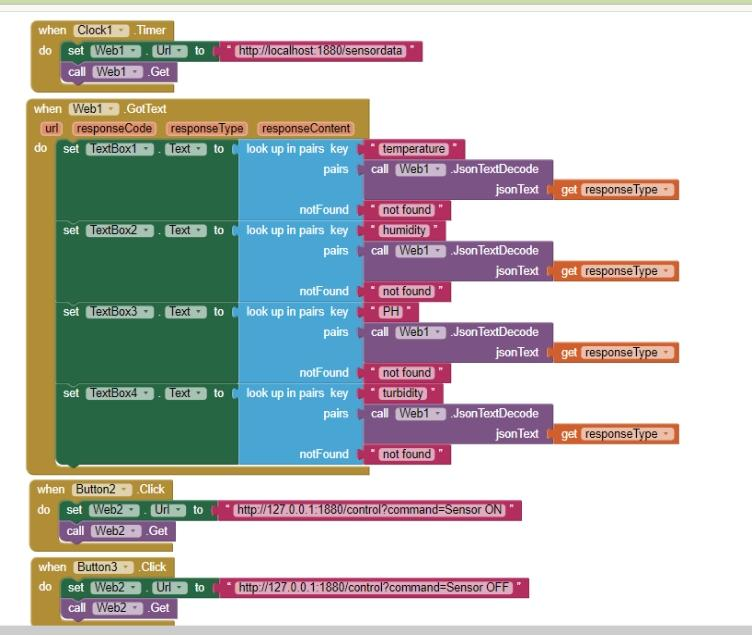 when Clock1 .Timer
do set Web1 . Url to " http://localhost:1880/sensordata "
call Web1 .Get
when Web1 .GotText
url responseCode responseType responseContent
do set TextBox1 . Text to look up in pairs key " temperature "
pairs call Web1 .JsonTextDecode
jsonText get responseType
notFound " not found "
set TextBox2 . Text to look up in pairs key " humidity "
pairs call Web1 .JsonTextDecode
jsonText get responseType
notFound " not found "
set TextBox3 . Text to look up in pairs key " PH "
pairs call Web1 .JsonTextDecode
jsonText get responseType
notFound " not found "
set TextBox4 . Text to look up in pairs key " turbidity "
pairs call Web1 .JsonTextDecode
jsonText get responseType
notFound " not found "
when Button2 .Click
do set Web2 . Url to " http://127.0.0.1:1880/control?command=Sensor ON "
call Web2 .Get
when Button3 .Click
do set Web2 . Url to " http://127.0.0.1:1880/control?command=Sensor OFF "
call Web2 .Get